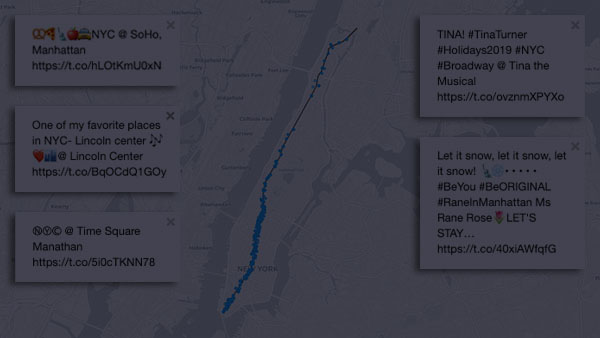 🥨🍕🗽🍎🚖NYC @ SoHo,
Manhattan
https://t.co/hLOtKmU0xN
One of my favorite places
in NYC- Lincoln center 🎶
❤️🏙️@ Lincoln Center
https://t.co/BqOCdQ1GOy
ⓃⓎⒸ @ Time Square
Manathan
https://t.co/5i0cTKNN78
TINA! #TinaTurner
#Holidays2019 #NYC
#Broadway @ Tina the
Musical
https://t.co/ovznmXPYXo
Let it snow, let it snow, let
it snow! 🗽❄️• • • • •
#BeYou #BeORIGINAL
#RaneInManhattan Ms
Rane Rose🌷LET'S
STAY…
https://t.co/40xiAWfqfG
NEW YORK